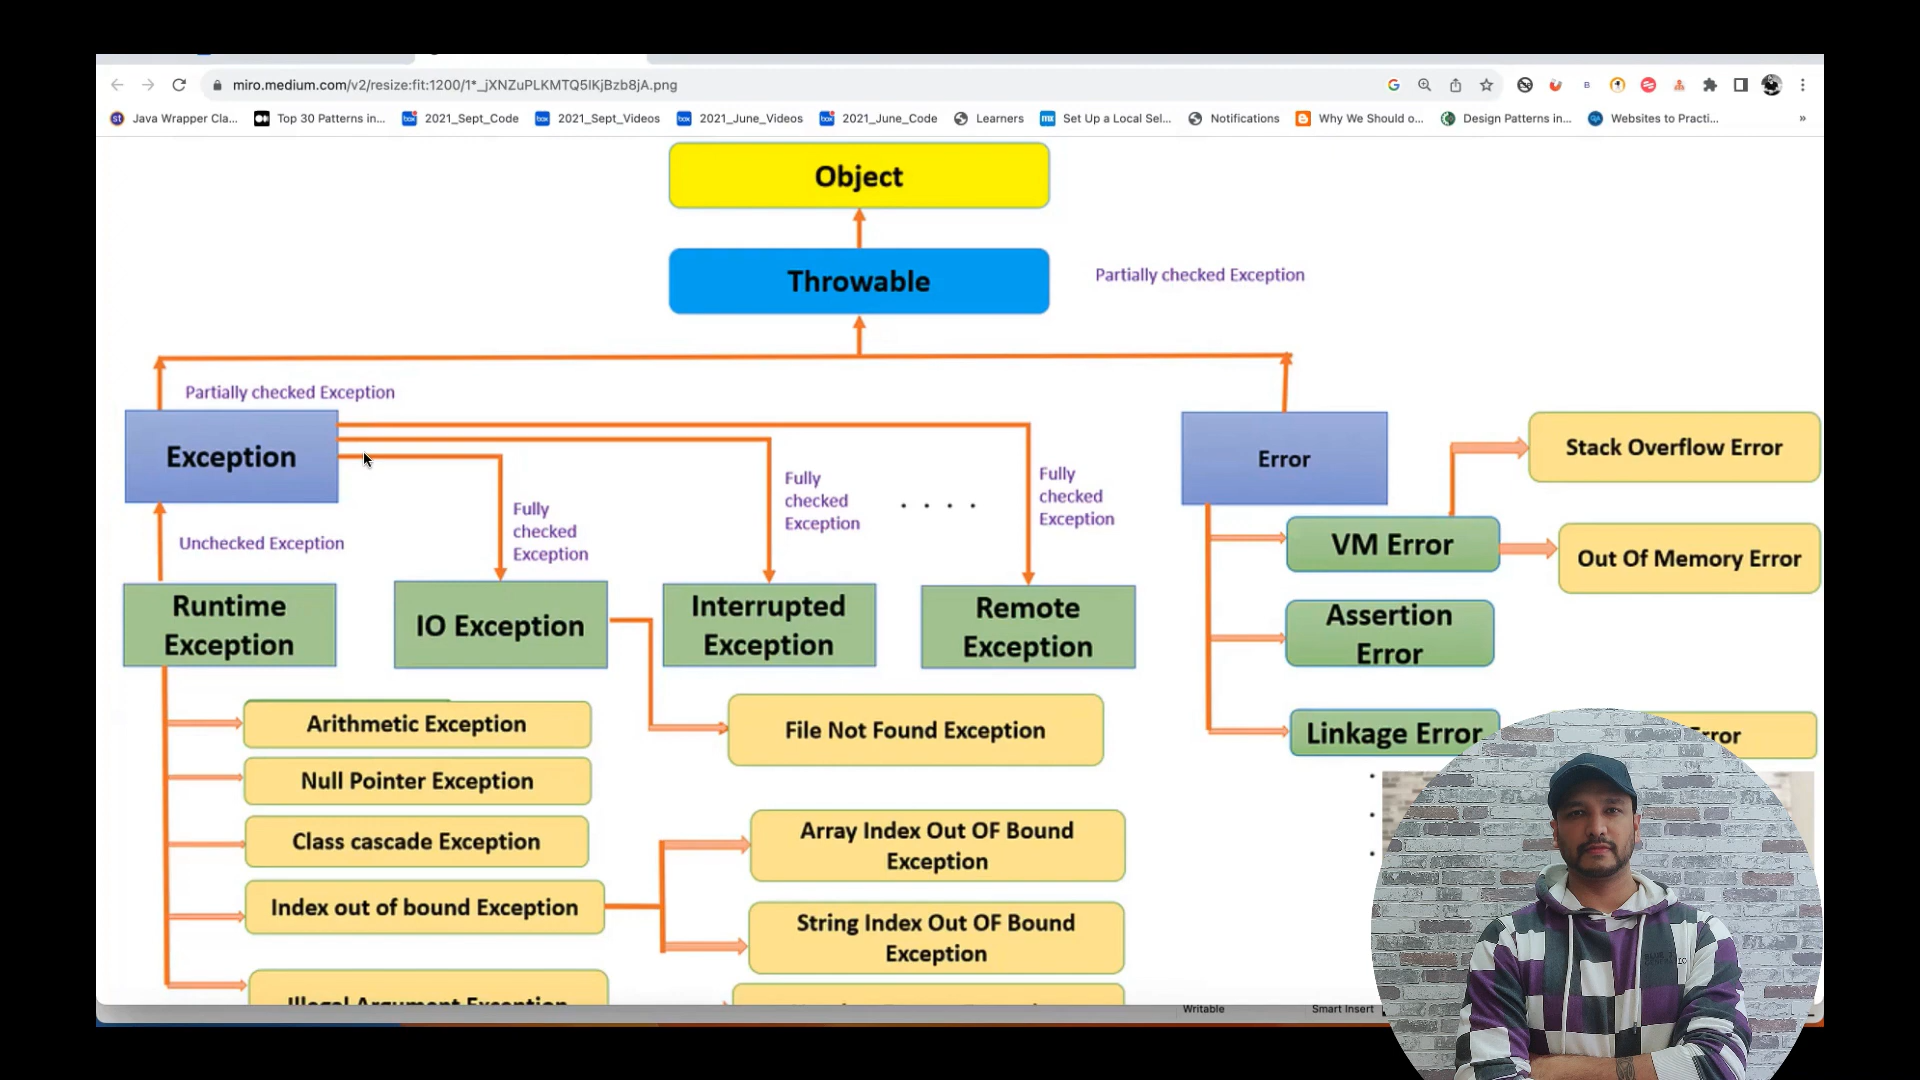 miro.medium.com/v2/resize:fit:1200/1*_jXNZuPLKMTQ5IKjBzb8jA.png
Java Wrapper Cla...
Top 30 Patterns in...
2021_Sept_Code
2021_Sept_Videos
2021_June_Videos
2021_June_Code
Learners
Set Up a Local Sel...
Notifications
Why We Should o...
Design Patterns in...
Websites to Practi...
»
Object
Throwable
Partially checked Exception
Partially checked Exception
Exception
Unchecked Exception
Fully
checked
Exception
Fully
checked
Exception
. . . .
Fully
checked
Exception
Error
Stack Overflow Error
VM Error
Out Of Memory Error
Assertion
Error
Linkage Error
Runtime
Exception
IO Exception
Interrupted
Exception
Remote
Exception
Arithmetic Exception
Null Pointer Exception
Class cascade Exception
Index out of bound Exception
File Not Found Exception
Array Index Out OF Bound
Exception
String Index Out OF Bound
Exception
Illegal Argument Exception
Writable
Smart Insert